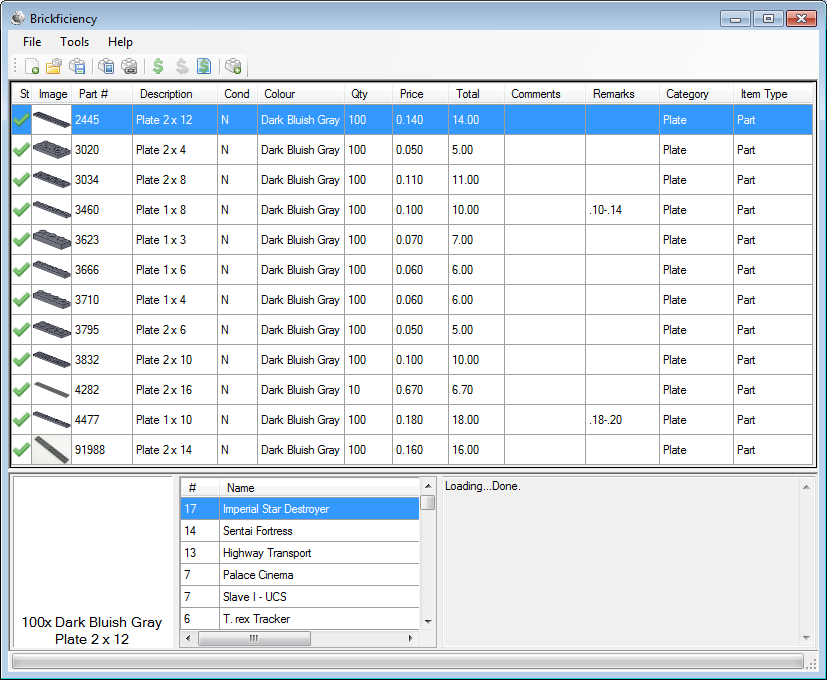 Brickficiency
File Tools Help
St Image Part # Description Cond Colour Qty Price Total Comments Remarks Category Item Type
2445 Plate 2 x 12 N Dark Bluish Gray 100 0.140 14.00 Plate Part
3020 Plate 2 x 4 N Dark Bluish Gray 100 0.050 5.00 Plate Part
3034 Plate 2 x 8 N Dark Bluish Gray 100 0.110 11.00 Plate Part
3460 Plate 1 x 8 N Dark Bluish Gray 100 0.100 10.00 .10-.14 Plate Part
3623 Plate 1 x 3 N Dark Bluish Gray 100 0.070 7.00 Plate Part
3666 Plate 1 x 6 N Dark Bluish Gray 100 0.060 6.00 Plate Part
3710 Plate 1 x 4 N Dark Bluish Gray 100 0.060 6.00 Plate Part
3795 Plate 2 x 6 N Dark Bluish Gray 100 0.050 5.00 Plate Part
3832 Plate 2 x 10 N Dark Bluish Gray 100 0.100 10.00 Plate Part
4282 Plate 2 x 16 N Dark Bluish Gray 10 0.670 6.70 Plate Part
4477 Plate 1 x 10 N Dark Bluish Gray 100 0.180 18.00 .18-.20 Plate Part
91988 Plate 2 x 14 N Dark Bluish Gray 100 0.160 16.00 Plate Part
100x Dark Bluish Gray
Plate 2 x 12
# Name
17 Imperial Star Destroyer
14 Sentai Fortress
13 Highway Transport
7 Palace Cinema
7 Slave I - UCS
6 T. rex Tracker
Loading...Done.